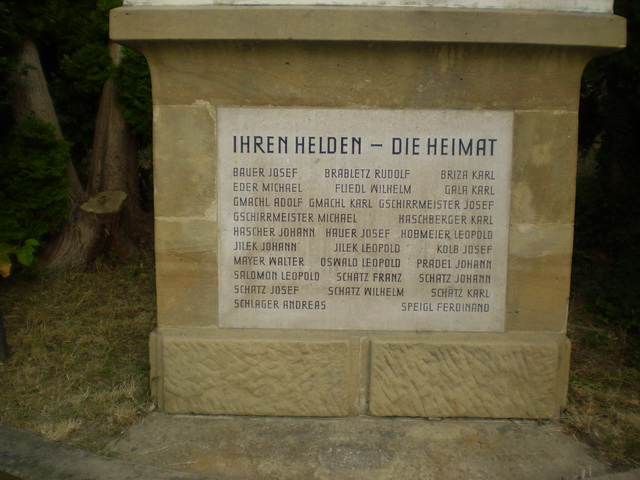 IHREN HELDEN – DIE HEIMAT
BAUER JOSEF BRABLETZ RUDOLF BRIZA KARL
EDER MICHAEL FLIEDL WILHELM GALA KARL
GMACHL ADOLF GMACHL KARL GSCHIRRMEISTER JOSEF
GSCHIRRMEISTER MICHAEL HASCHBERGER KARL
HASCHER JOHANN HAUER JOSEF HOBMEIER LEOPOLD
JILEK JOHANN JILEK LEOPOLD KOLB JOSEF
MAYER WALTER OSWALD LEOPOLD PRADEL JOHANN
SALOMON LEOPOLD SCHATZ FRANZ SCHATZ JOHANN
SCHATZ JOSEF SCHATZ WILHELM SCHATZ KARL
SCHLAGER ANDREAS SPEIGL FERDINAND